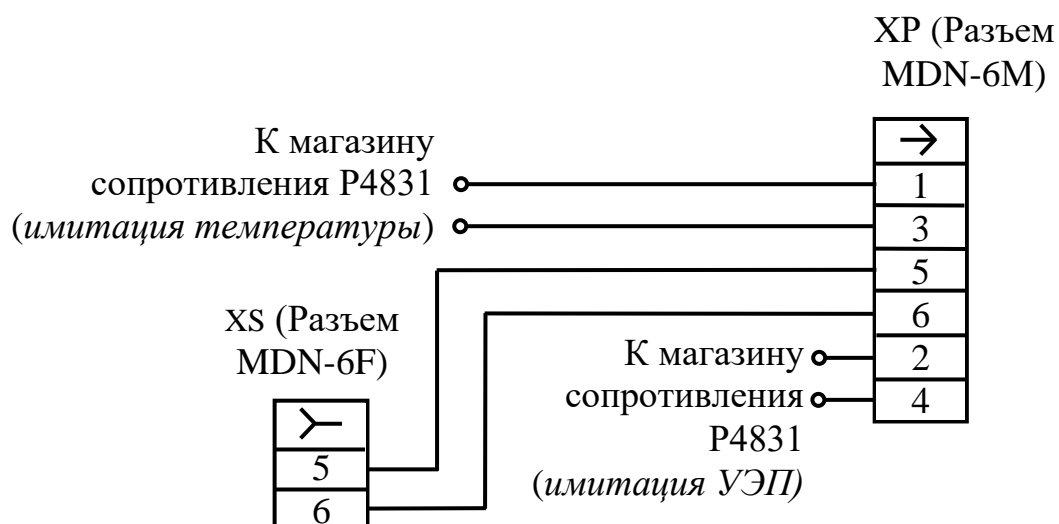 XP (Разъем
MDN-6M)
К магазину
сопротивления Р4831
(имитация температуры)
1
3
5
6
2
4
К магазину
сопротивления
Р4831
(имитация УЭП)
XS (Разъем
MDN-6F)
5
6